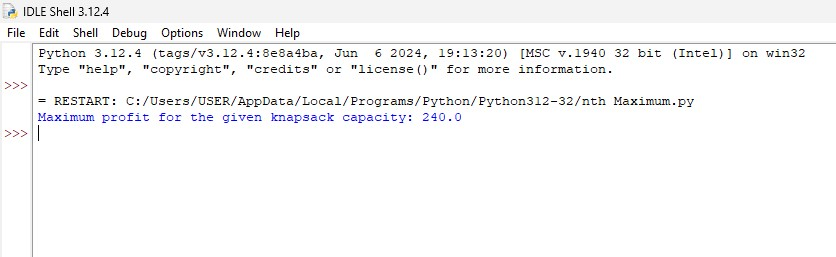 IDLE Shell 3.12.4
File Edit Shell Debug Options Window Help
Python 3.12.4 (tags/v3.12.4:8e8a4ba, Jun  6 2024, 19:13:20) [MSC v.1940 32 bit (Intel)] on win32
Type "help", "copyright", "credits" or "license()" for more information.
>>>
= RESTART: C:/Users/USER/AppData/Local/Programs/Python/Python312-32/nth Maximum.py
Maximum profit for the given knapsack capacity: 240.0
>>>